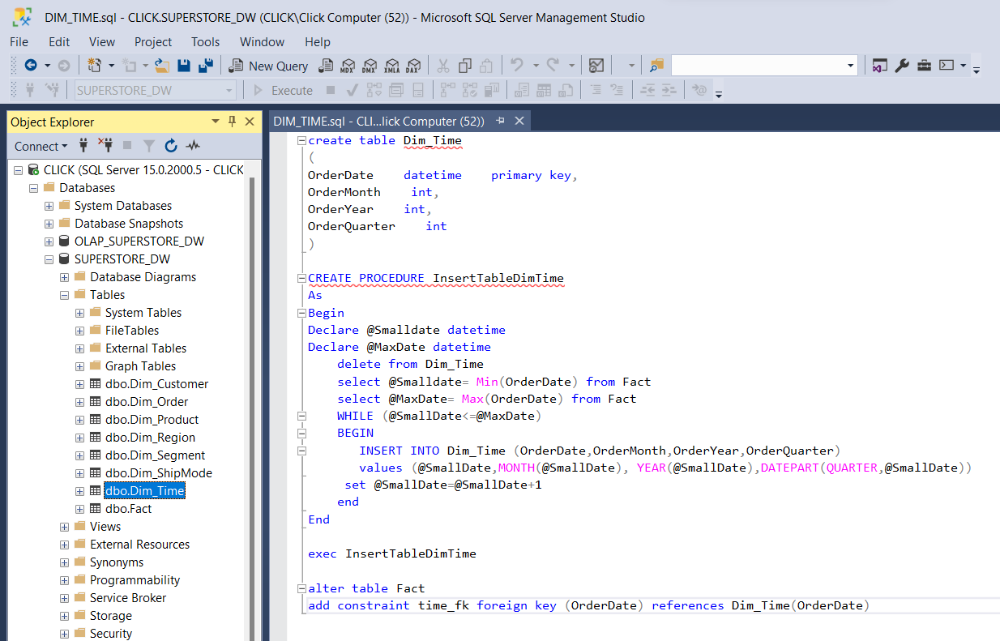 DIM_TIME.sql - CLICK.SUPERSTORE_DW (CLICK\Click Computer (52)) - Microsoft SQL Server Management Studio
File Edit View Project Tools Window Help
New Query MDX DMX XMLA DAX
SUPERSTORE_DW Execute
Object Explorer
Connect
CLICK (SQL Server 15.0.2000.5 - CLICK
Databases
System Databases
Database Snapshots
OLAP_SUPERSTORE_DW
SUPERSTORE_DW
Database Diagrams
Tables
System Tables
FileTables
External Tables
Graph Tables
dbo.Dim_Customer
dbo.Dim_Order
dbo.Dim_Product
dbo.Dim_Region
dbo.Dim_Segment
dbo.Dim_ShipMode
dbo.Dim_Time
dbo.Fact
Views
External Resources
Synonyms
Programmability
Service Broker
Storage
Security
DIM_TIME.sql - CLI...lick Computer (52))
create table Dim_Time
(
OrderDate    datetime    primary key,
OrderMonth    int,
OrderYear    int,
OrderQuarter    int
)
CREATE PROCEDURE InsertTableDimTime
As
Begin
Declare @Smalldate datetime
Declare @MaxDate datetime
delete from Dim_Time
select @Smalldate= Min(OrderDate) from Fact
select @MaxDate= Max(OrderDate) from Fact
WHILE (@SmallDate<=@MaxDate)
BEGIN
INSERT INTO Dim_Time (OrderDate,OrderMonth,OrderYear,OrderQuarter)
values (@SmallDate,MONTH(@SmallDate), YEAR(@SmallDate),DATEPART(QUARTER,@SmallDate))
set @SmallDate=@SmallDate+1
end
End
exec InsertTableDimTime
alter table Fact
add constraint time_fk foreign key (OrderDate) references Dim_Time(OrderDate)